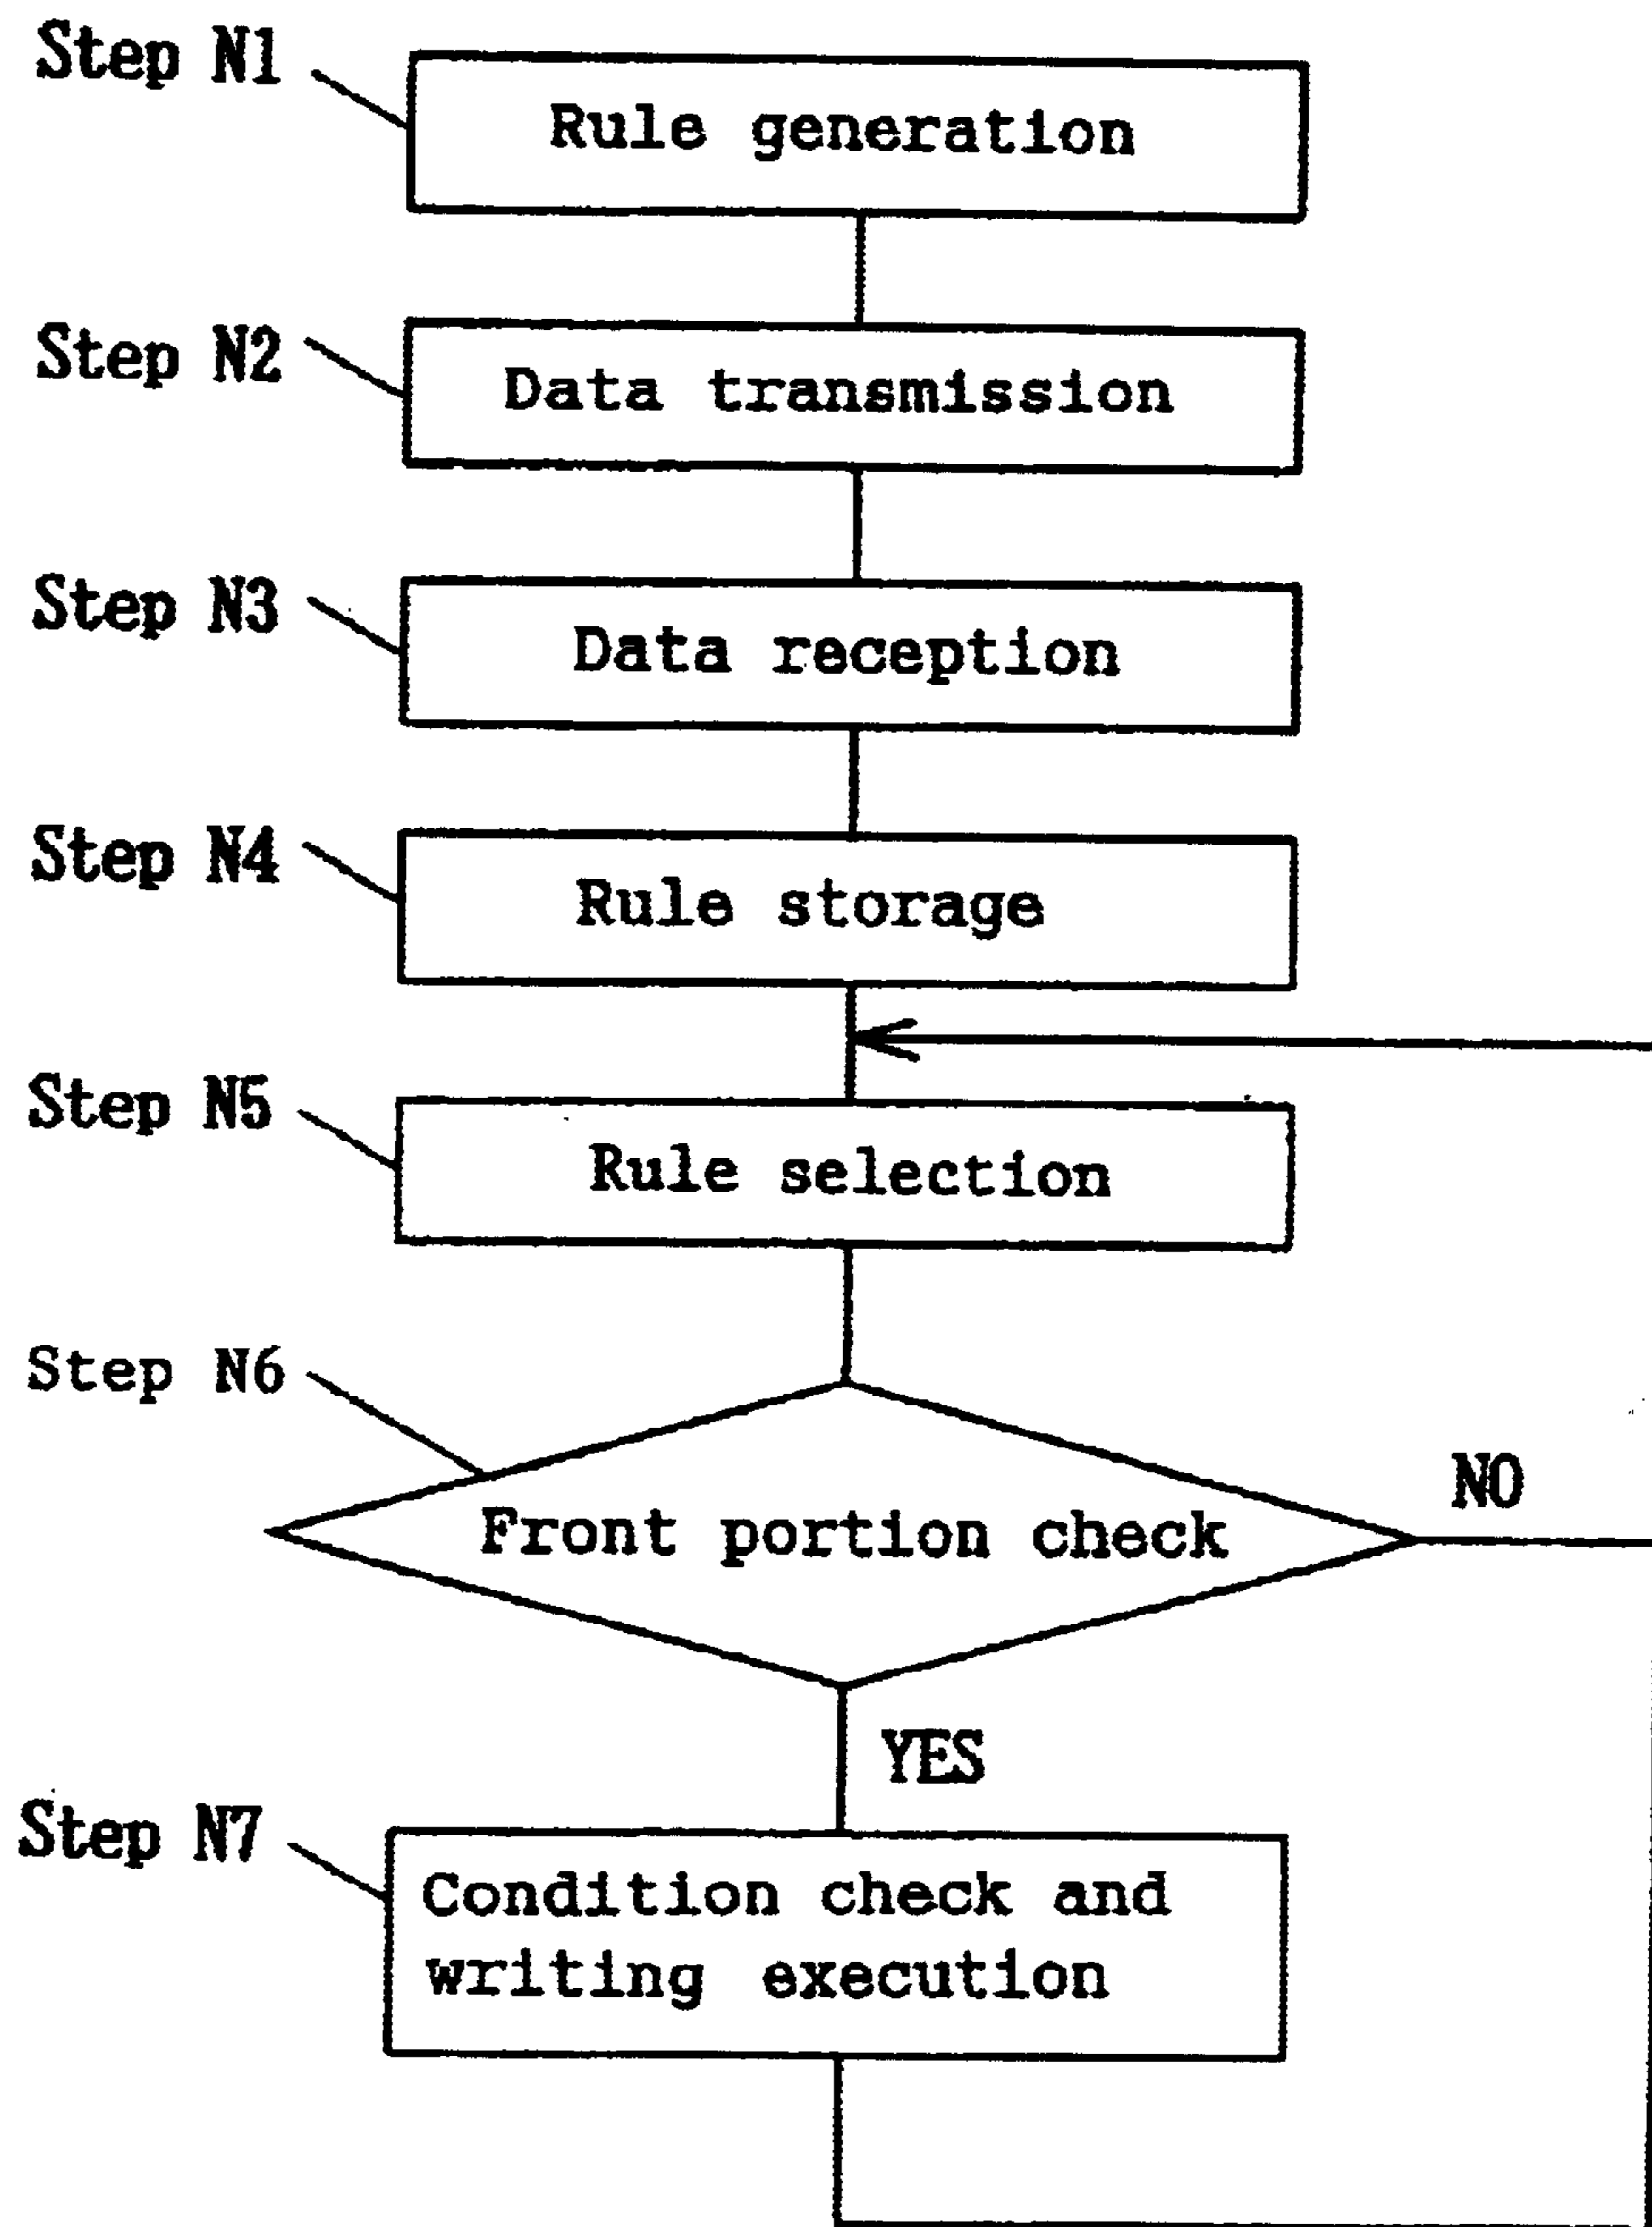 Step N1
Rule generation
Step N2
Data transmission
Step N3
Data reception
Step N4
Rule storage
Step N5
Rule selection
Step N6
Front portion check
NO
YES
Step N7
Condition check and
writing execution